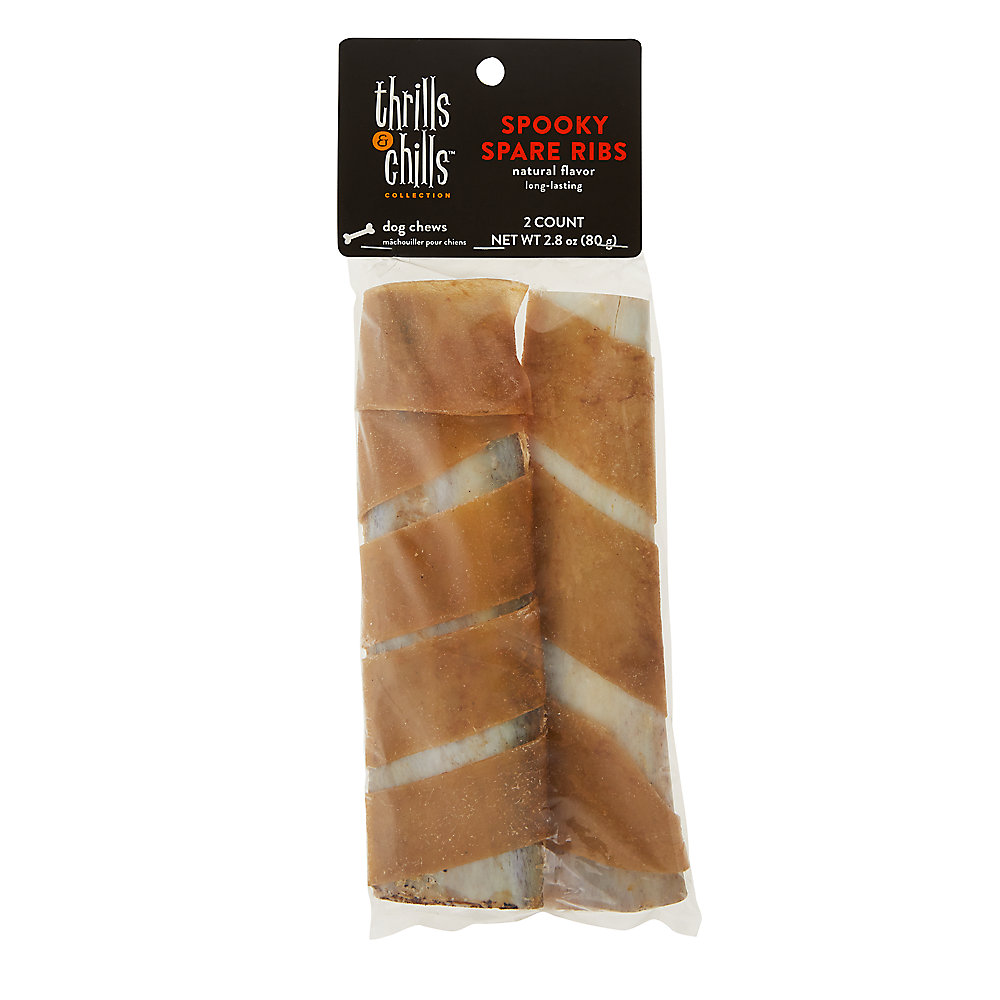 thrills
&
chills™
COLLECTION
dog chews
mâchouiller pour chiens
SPOOKY
SPARE RIBS
natural flavor
long-lasting
2 COUNT
NET WT 2.8 oz (80 g)